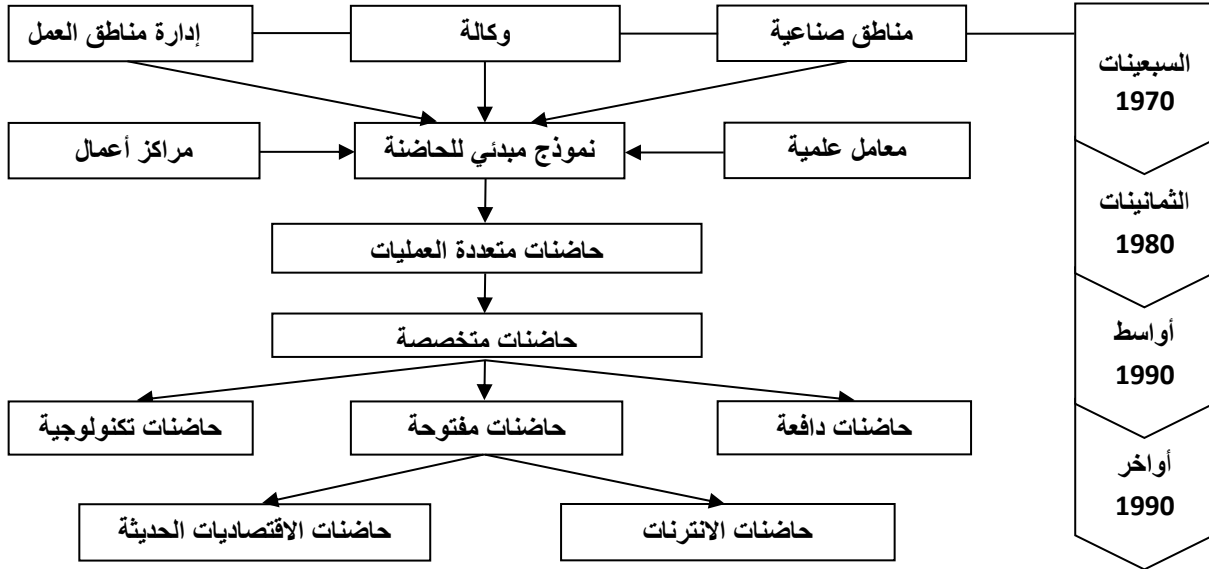 مناطق صناعية
وكالة
إدارة مناطق العمل
السبعينات
1970
معامل علمية
نموذج مبدئي للحاضنة
مراكز أعمال
الثمانينات
1980
حاضنات متعددة العمليات
حاضنات متخصصة
أواسط
1990
حاضنات دافعة
حاضنات مفتوحة
حاضنات تكنولوجية
أواخر
1990
حاضنات الانترنات
حاضنات الاقتصاديات الحديثة